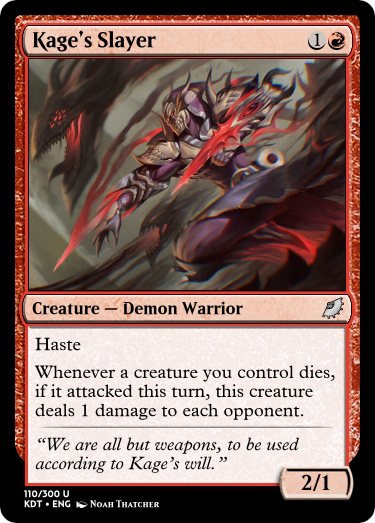 Kage's Slayer 1
Creature — Demon Warrior
Haste
Whenever a creature you control dies,
if it attacked this turn, this creature
deals 1 damage to each opponent.
“We are all but weapons, to be used
according to Kage's will.”
2/1
110/300 U
KDT • ENG Noah Thatcher